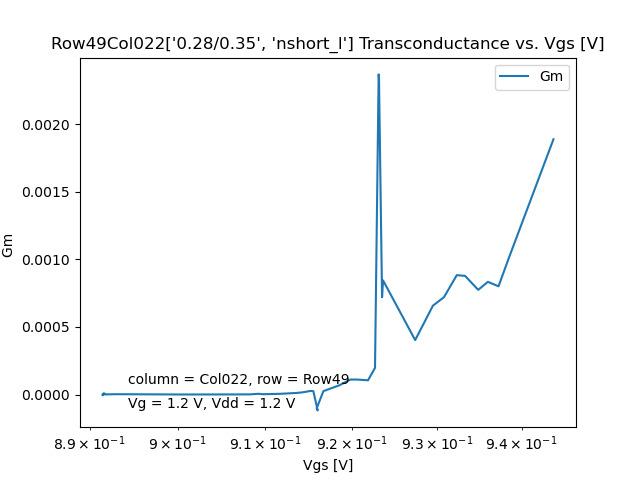 Row49Col022['0.28/0.35', 'nshort_l'] Transconductance vs. Vgs [V]
Gm
0.0020
0.0015
0.0010
0.0005
0.0000
Gm
column = Col022, row = Row49
Vg = 1.2 V, Vdd = 1.2 V
8.9 × 10⁻¹ 9 × 10⁻¹ 9.1 × 10⁻¹ 9.2 × 10⁻¹ 9.3 × 10⁻¹ 9.4 × 10⁻¹
Vgs [V]